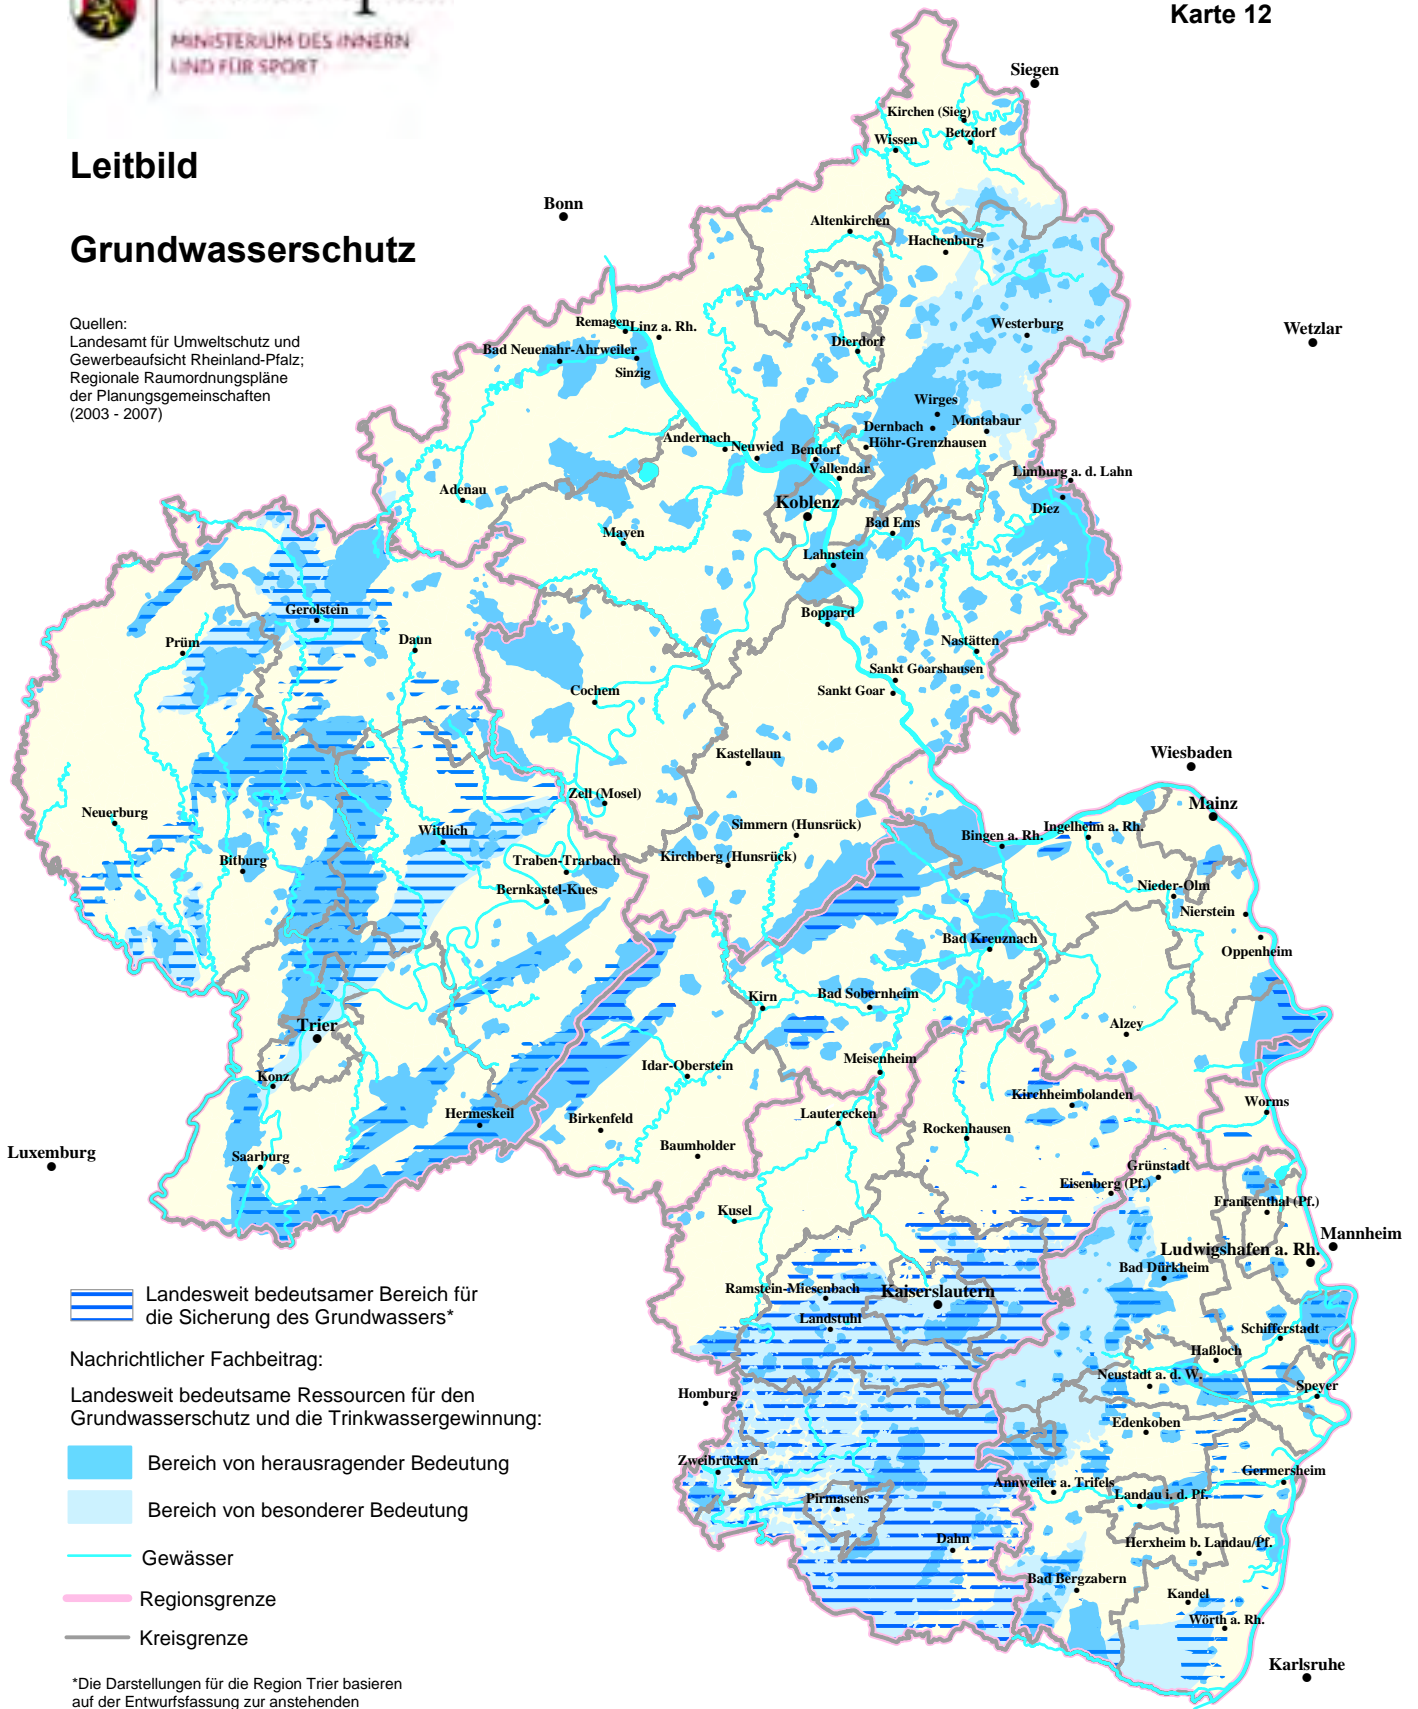 Karte 12
MINISTERIUM DES INNERN
UND FÜR SPORT
Leitbild
Grundwasserschutz
Quellen:
Landesamt für Umweltschutz und
Gewerbeaufsicht Rheinland-Pfalz;
Regionale Raumordnungspläne
der Planungsgemeinschaften
(2003 - 2007)
Siegen
Kirchen (Sieg)
Betzdorf
Wissen
Bonn
Altenkirchen
Hachenburg
Remagen
Linz a. Rh.
Westerburg
Wetzlar
Dierdorf
Bad Neuenahr-Ahrweiler
Sinzig
Wirges
Dernbach
Montabaur
Andernach
Neuwied
Bendorf
Höhr-Grenzhausen
Vallendar
Limburg a. d. Lahn
Adenau
Koblenz
Diez
Mayen
Bad Ems
Lahnstein
Gerolstein
Boppard
Prüm
Daun
Nastätten
Sankt Goarshausen
Cochem
Sankt Goar
Kastellaun
Wiesbaden
Zell (Mosel)
Mainz
Neuerburg
Wittlich
Simmern (Hunsrück)
Bingen a. Rh.
Ingelheim a. Rh.
Bitburg
Traben-Trarbach
Kirchberg (Hunsrück)
Bernkastel-Kues
Nieder-Olm
Nierstein
Bad Kreuznach
Oppenheim
Kirn
Bad Sobernheim
Trier
Alzey
Idar-Oberstein
Meisenheim
Konz
Kirchheimbolanden
Worms
Hermeskeil
Birkenfeld
Lauterecken
Rockenhausen
Luxemburg
Saarburg
Baumholder
Grünstadt
Eisenberg (Pf.)
Kusel
Frankenthal (Pf.)
Mannheim
Ludwigshafen a. Rh.
Bad Dürkheim
Ramstein-Miesenbach
Kaiserslautern
Landstuhl
Schifferstadt
Haßloch
Neustadt a. d. W.
Homburg
Speyer
Edenkoben
Zweibrücken
Germersheim
Annweiler a. Trifels
Landau i. d. Pf.
Pirmasens
Dahn
Herxheim b. Landau/Pf.
Bad Bergzabern
Kandel
Wörth a. Rh.
Karlsruhe
Landesweit bedeutsamer Bereich für
die Sicherung des Grundwassers*
Nachrichtlicher Fachbeitrag:
Landesweit bedeutsame Ressourcen für den
Grundwasserschutz und die Trinkwassergewinnung:
Bereich von herausragender Bedeutung
Bereich von besonderer Bedeutung
Gewässer
Regionsgrenze
Kreisgrenze
*Die Darstellungen für die Region Trier basieren
auf der Entwurfsfassung zur anstehenden